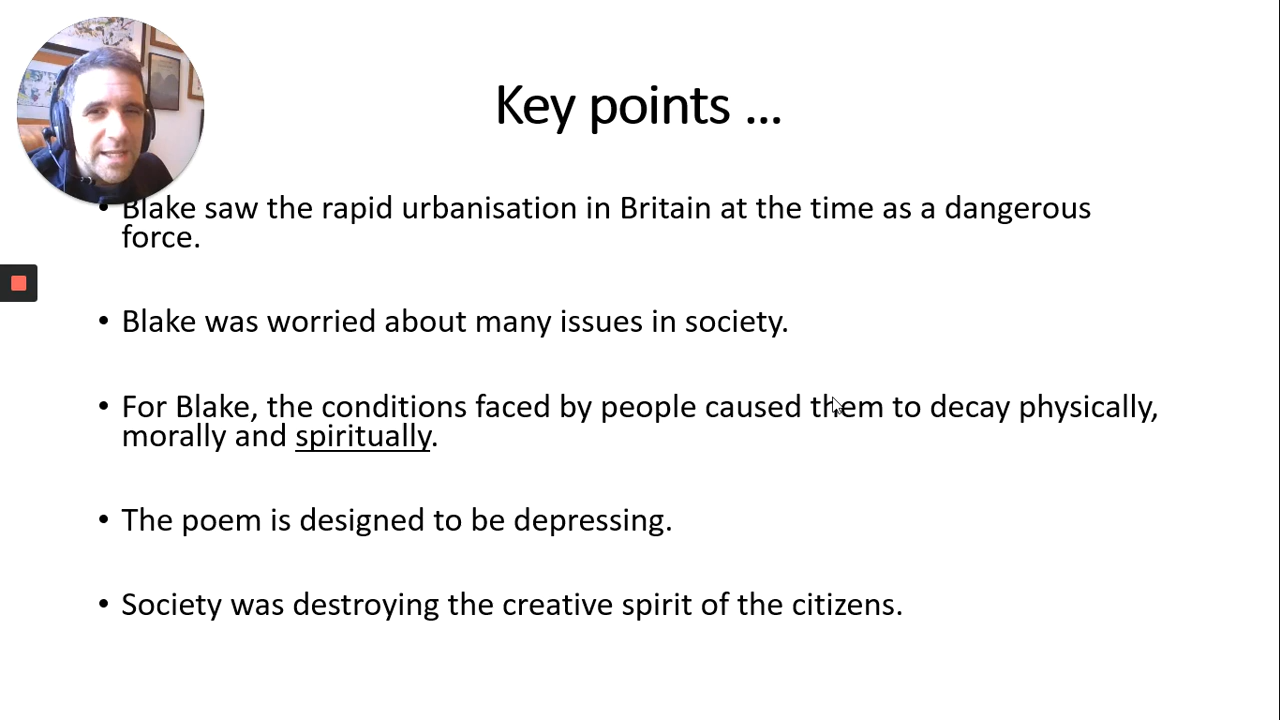 Key points ...
• Blake saw the rapid urbanisation in Britain at the time as a dangerous
force.
• Blake was worried about many issues in society.
• For Blake, the conditions faced by people caused them to decay physically,
morally and spiritually.
• The poem is designed to be depressing.
• Society was destroying the creative spirit of the citizens.